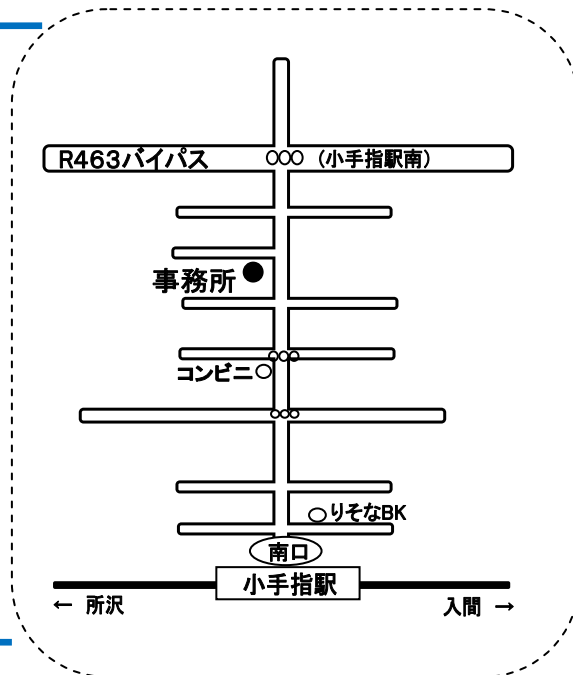 R463バイパス
（小手指駅南）
事務所
コンビニ
りそなBK
南口
小手指駅
← 所沢
入間 →